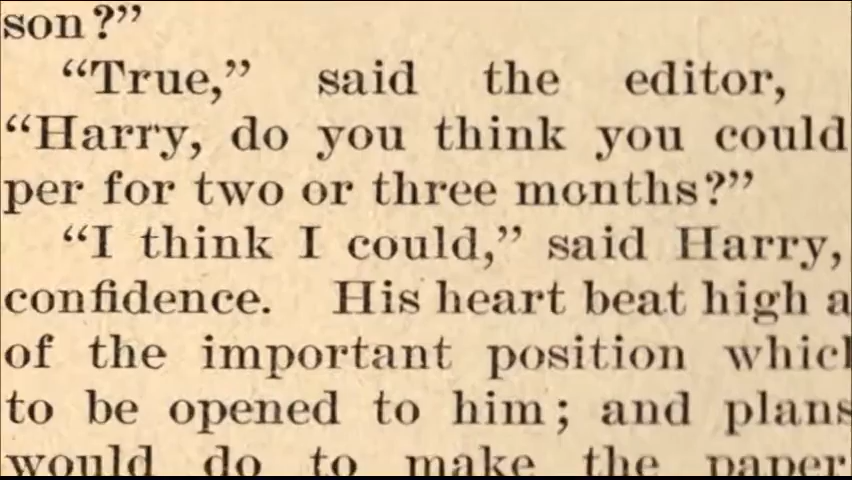 son?”
“True,” said the editor,
“Harry, do you think you could
per for two or three months?”
“I think I could,” said Harry,
confidence. His heart beat high a
of the important position whicl
to be opened to him; and plans
would do to make the paper